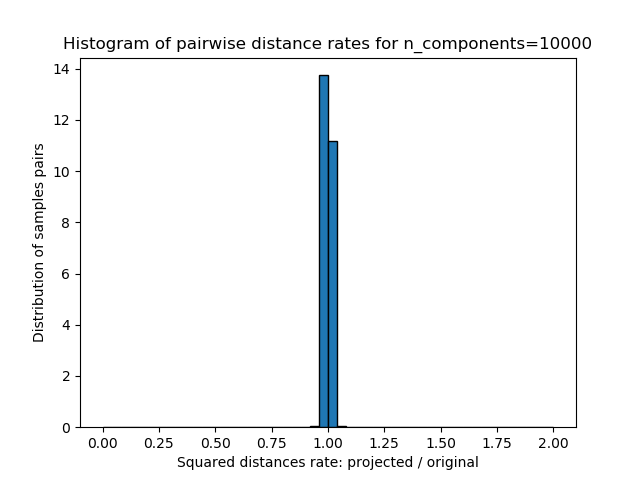 Histogram of pairwise distance rates for n_components=10000
14
12
10
8
6
4
2
0
Distribution of samples pairs
0.00 0.25 0.50 0.75 1.00 1.25 1.50 1.75 2.00
Squared distances rate: projected / original